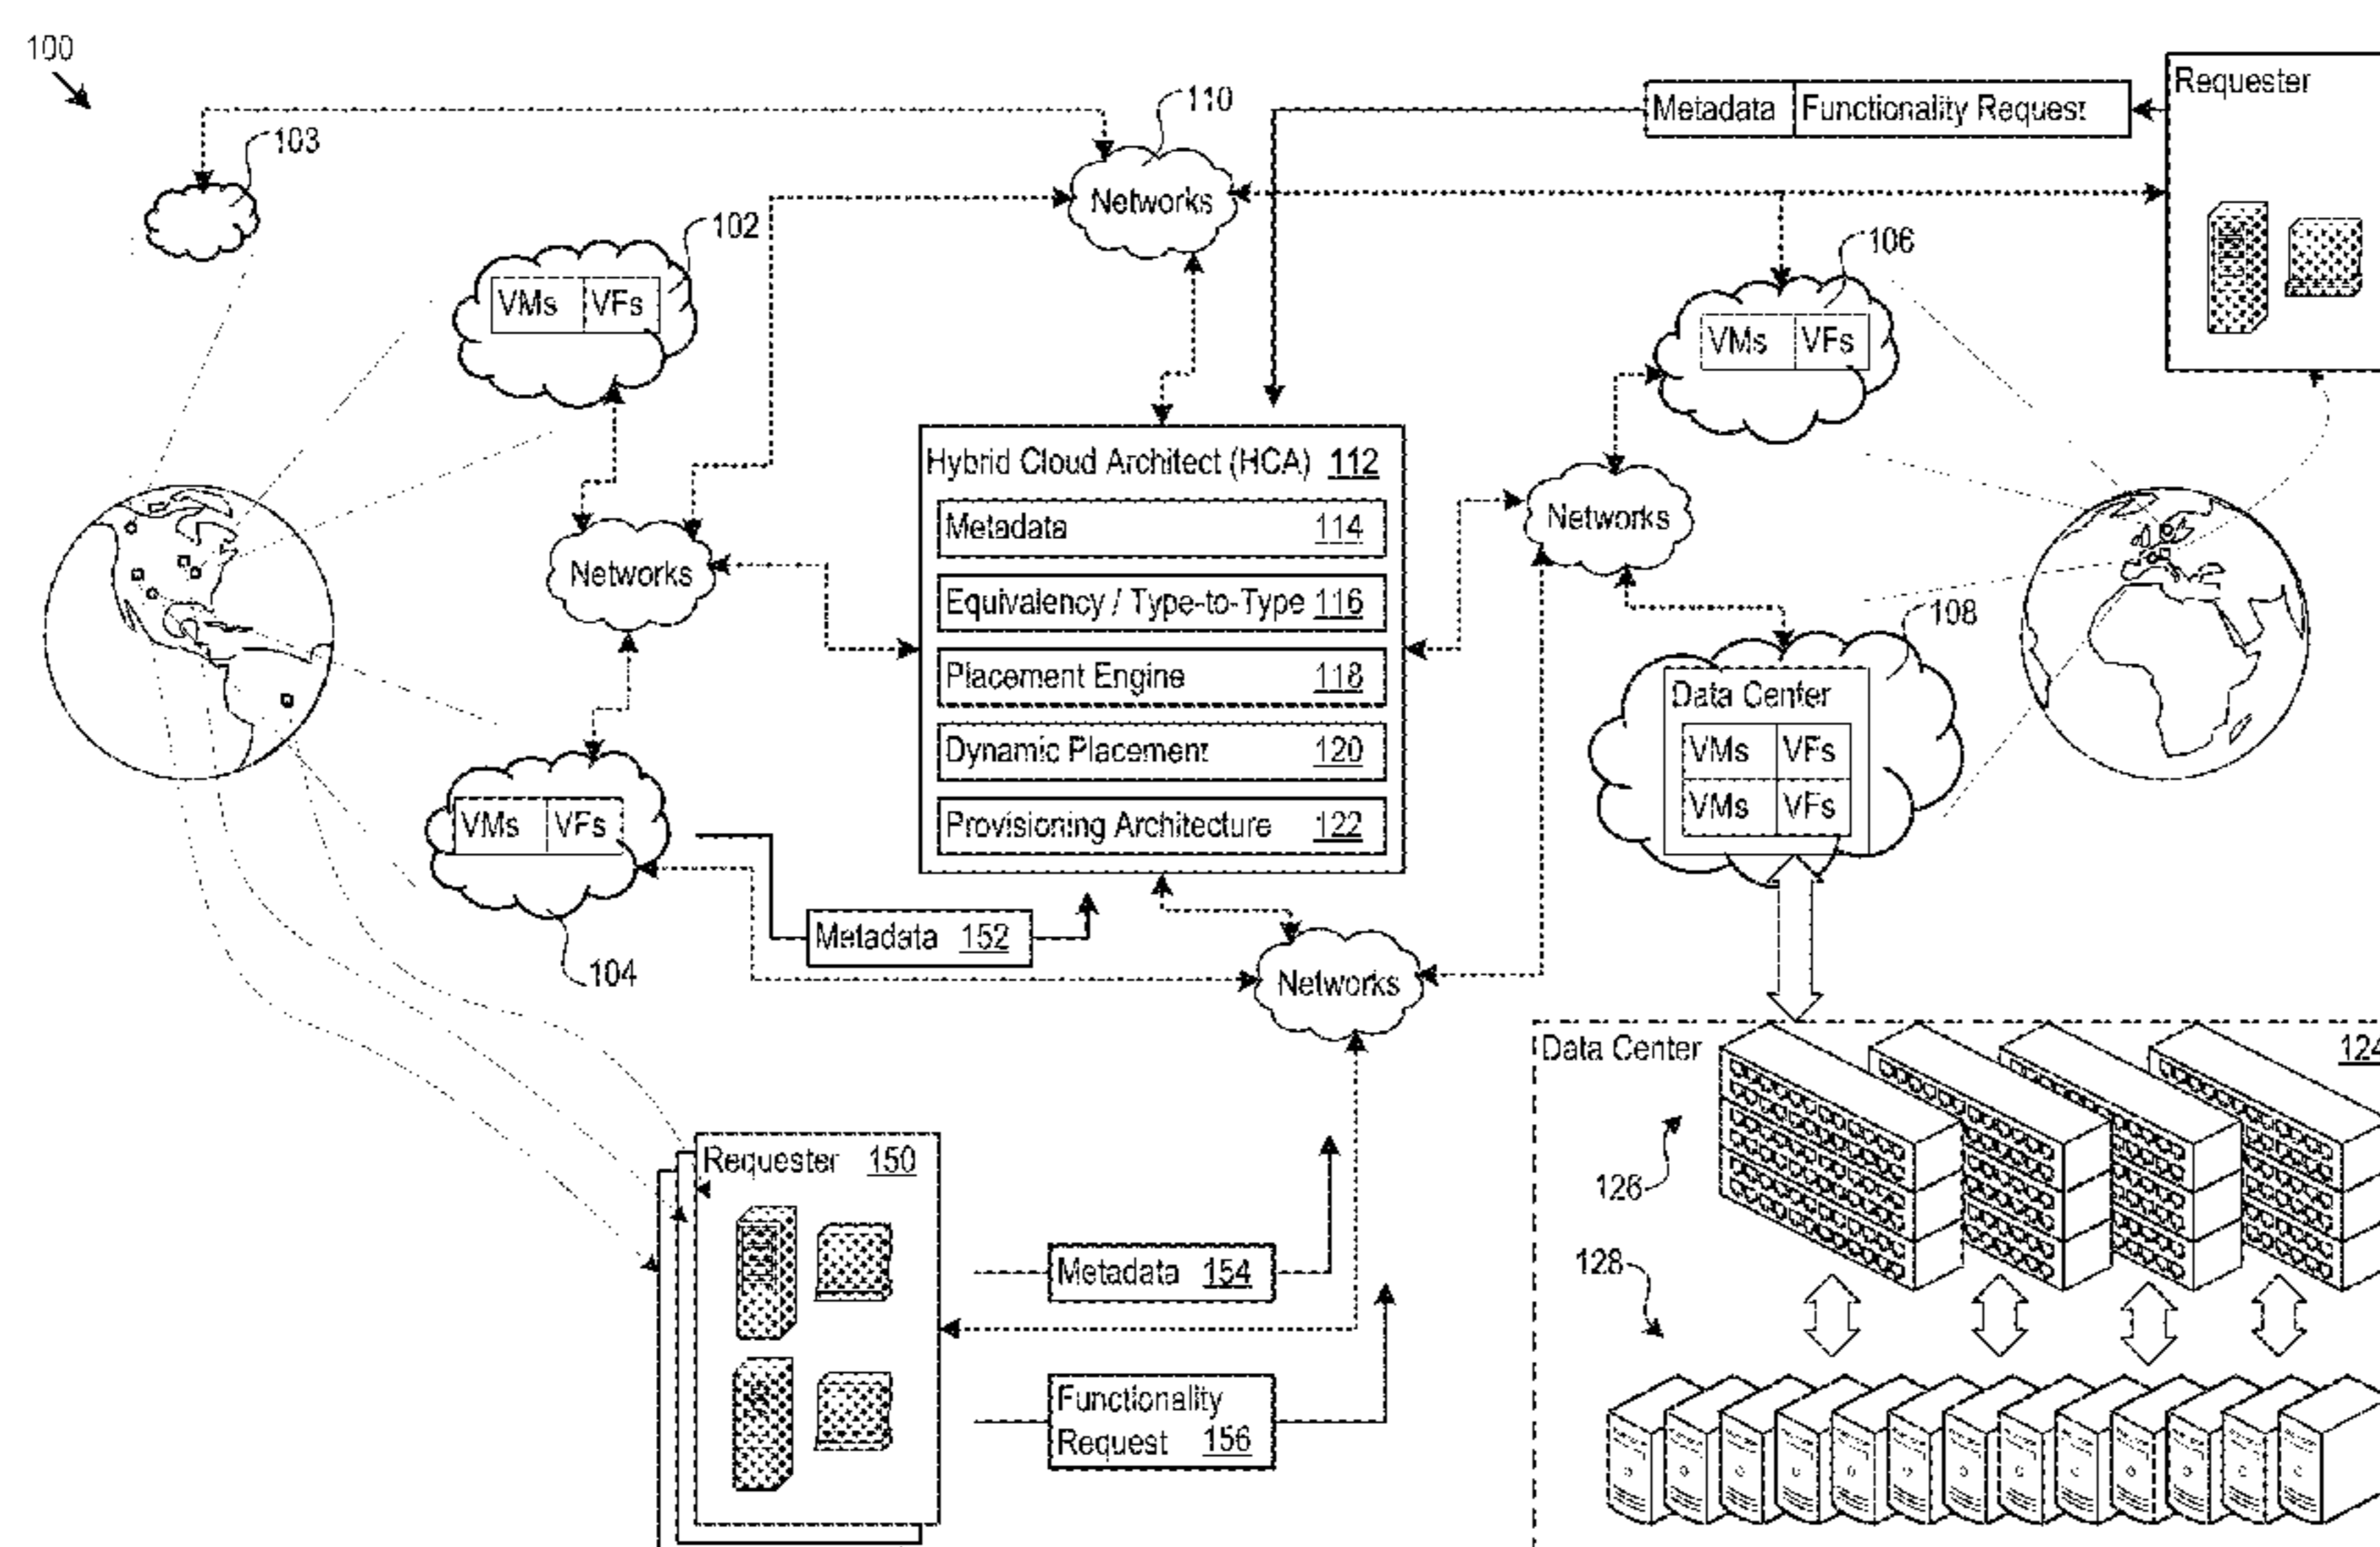 100
103
110
Metadata Functionality Request
Requester
Networks
102
VMs VFs
106
VMs VFs
Hybrid Cloud Architect (HCA) 112
Metadata 114
Equivalency / Type-to-Type 116
Placement Engine 118
Dynamic Placement 120
Provisioning Architecture 122
Networks
Networks
108
Data Center
VMs VFs
VMs VFs
VMs VFs
104
Metadata 152
Networks
Data Center 124
126
128
Requester 150
Metadata 154
Functionality
Request 156